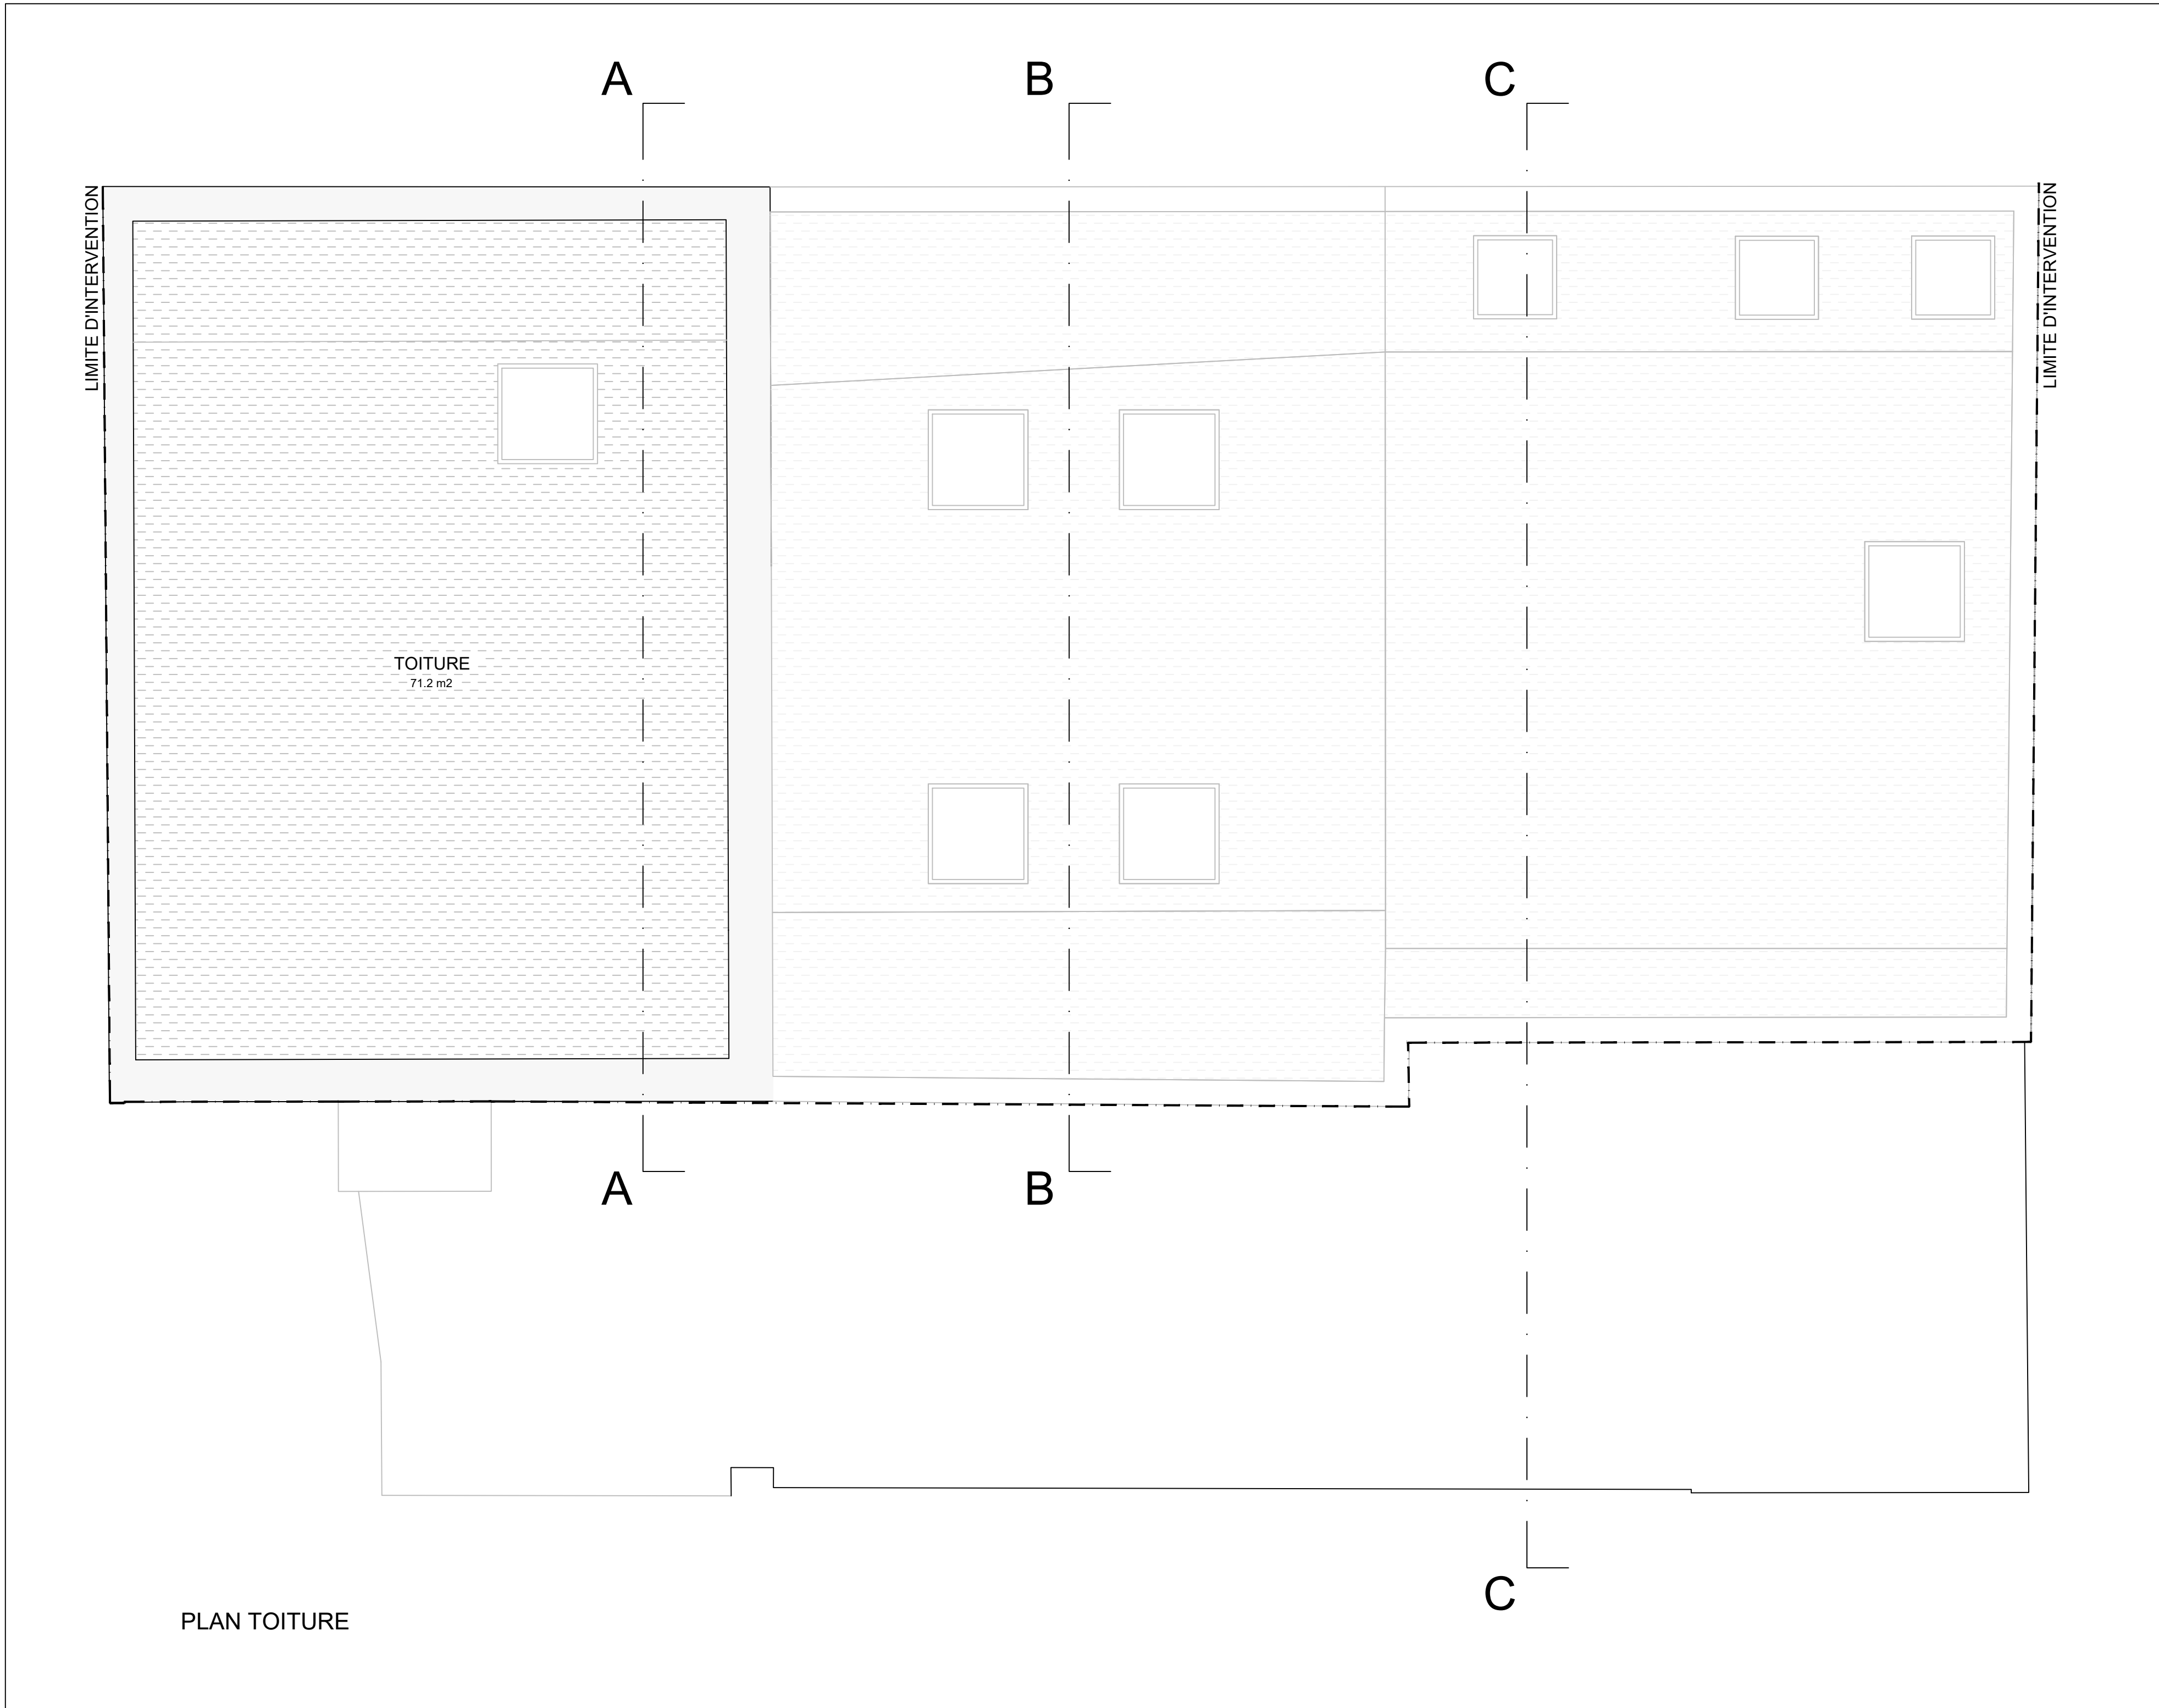 A
B
C
LIMITE D'INTERVENTION
LIMITE D'INTERVENTION
TOITURE
71.2 m2
A
B
C
PLAN TOITURE